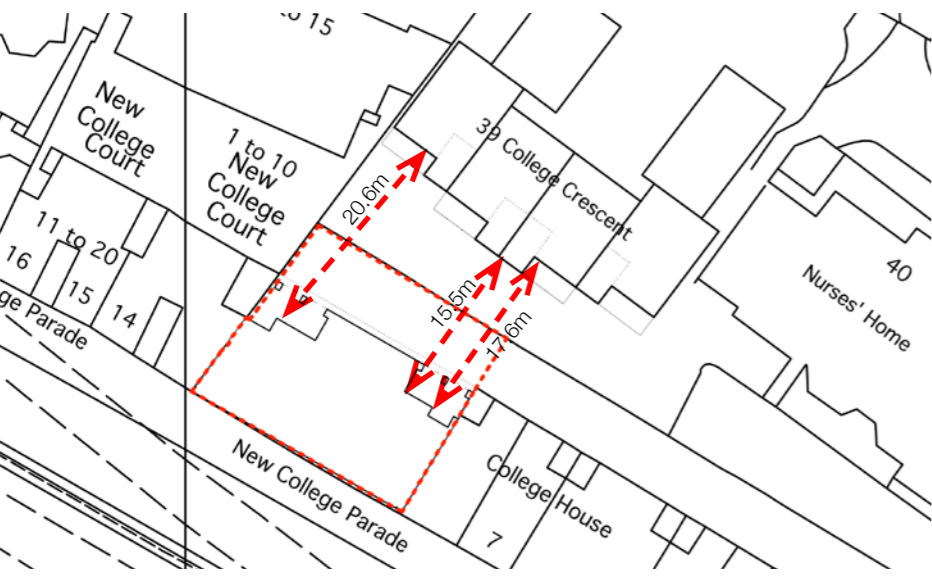 to 15
New
College
Court
1 to 10
New
College
Court
39 College Crescent
20.6m
11 to 20
16
15
14
ge Parade
15.5m
17.6m
40
Nurses' Home
New College Parade
College House
7